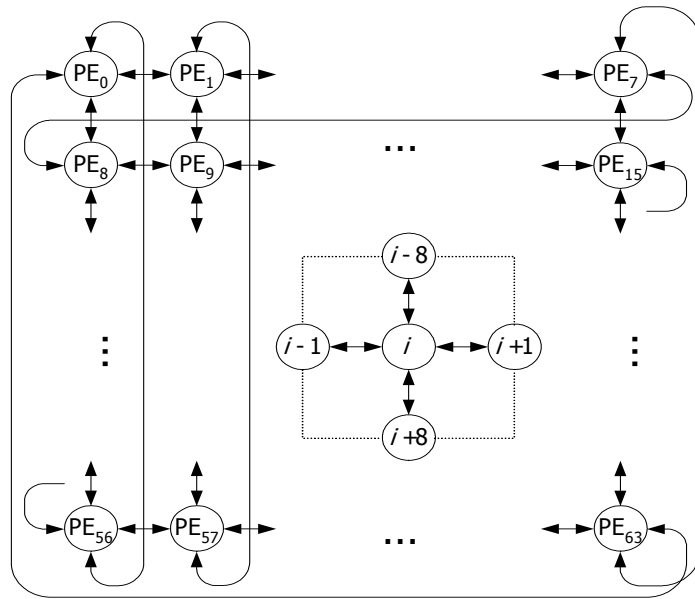 PE₀ PE₁ PE₇
...
PE₈ PE₉ PE₁₅
i - 8
... i - 1 i i +1 ...
i +8
PE₅₆ PE₅₇ ... PE₆₃